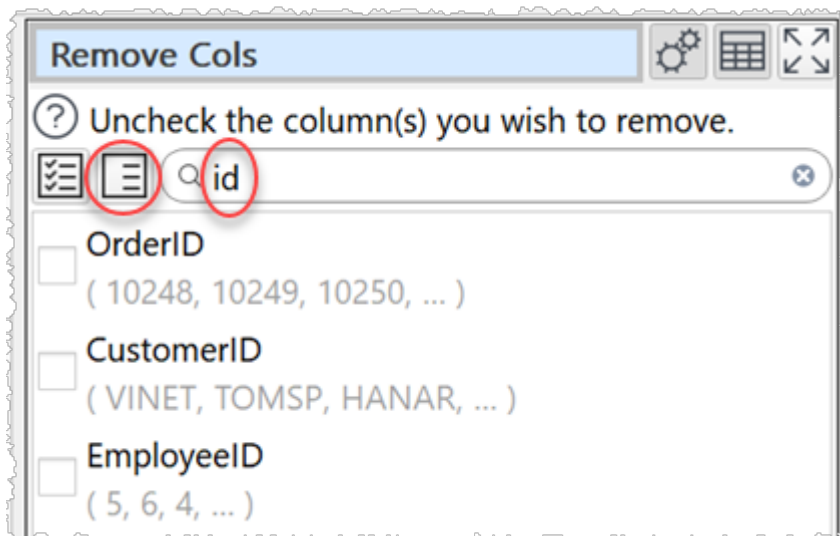 Remove Cols
? Uncheck the column(s) you wish to remove.
id
OrderID
( 10248, 10249, 10250, ... )
CustomerID
( VINET, TOMSP, HANAR, ... )
EmployeeID
( 5, 6, 4, ... )